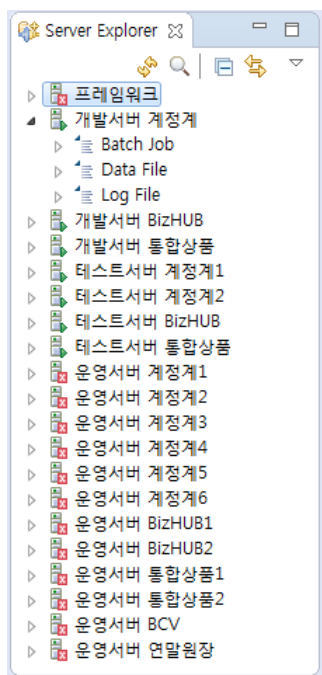 Server Explorer
프레임워크
개발서버 계정계
Batch Job
Data File
Log File
개발서버 BizHUB
개발서버 통합상품
테스트서버 계정계1
테스트서버 계정계2
테스트서버 BizHUB
테스트서버 통합상품
운영서버 계정계1
운영서버 계정계2
운영서버 계정계3
운영서버 계정계4
운영서버 계정계5
운영서버 계정계6
운영서버 BizHUB1
운영서버 BizHUB2
운영서버 통합상품1
운영서버 통합상품2
운영서버 BCV
운영서버 연말원장